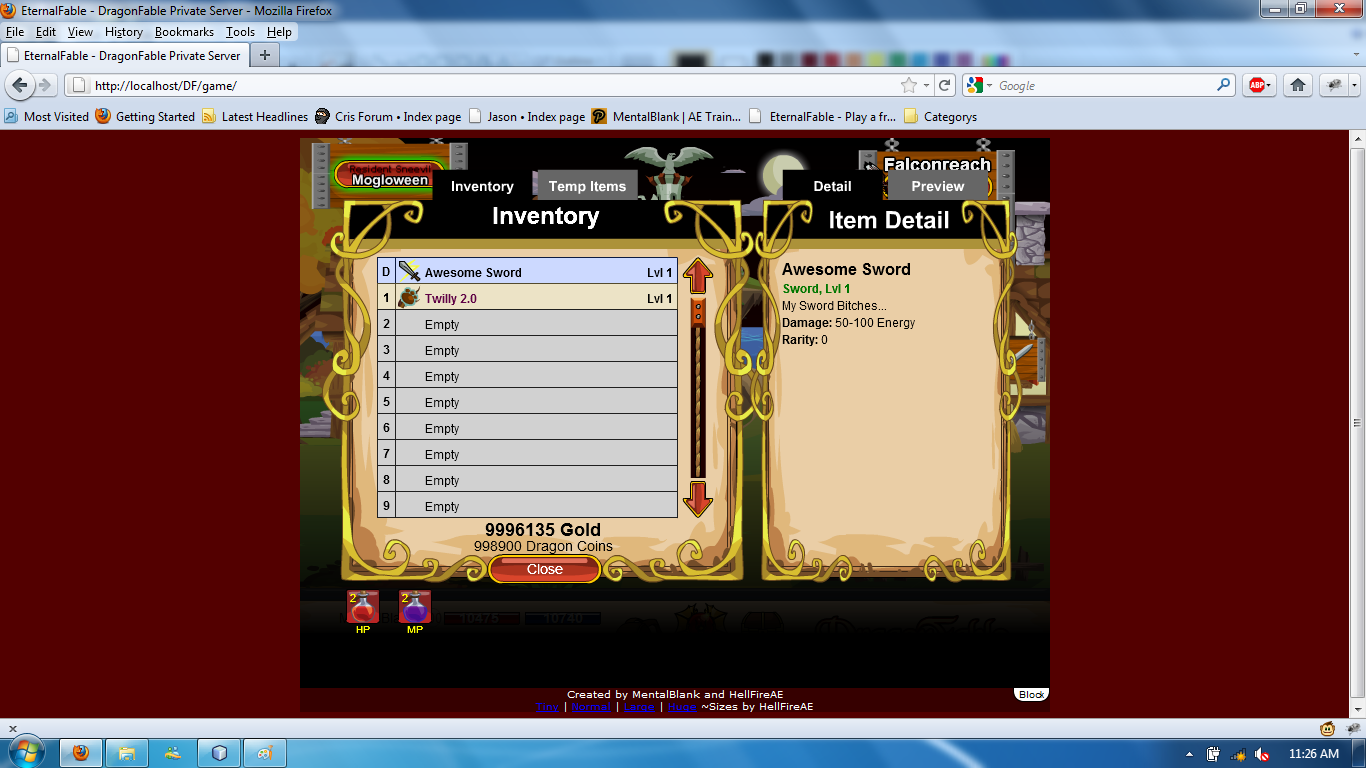 EternalFable - DragonFable Private Server - Mozilla Firefox
File Edit View History Bookmarks Tools Help
EternalFable - DragonFable Private Server
http://localhost/DF/game/
Google
ABP
Most Visited Getting Started Latest Headlines Cris Forum • Index page Jason • Index page MentalBlank | AE Train... EternalFable - Play a fr... Categorys
Resident Sneevil
Mogloween
Falconreach
Inventory Temp Items
Detail Preview
Inventory
Item Detail
D Awesome Sword Lvl 1
1 Twilly 2.0 Lvl 1
2 Empty
3 Empty
4 Empty
5 Empty
6 Empty
7 Empty
8 Empty
9 Empty
9996135 Gold
998900 Dragon Coins
Close
Awesome Sword
Sword, Lvl 1
My Sword Bitches...
Damage: 50-100 Energy
Rarity: 0
2 2
HP MP
10475 10740
Created by MentalBlank and HellFireAE
Tiny | Normal | Large | Huge ~Sizes by HellFireAE
Block
11:26 AM